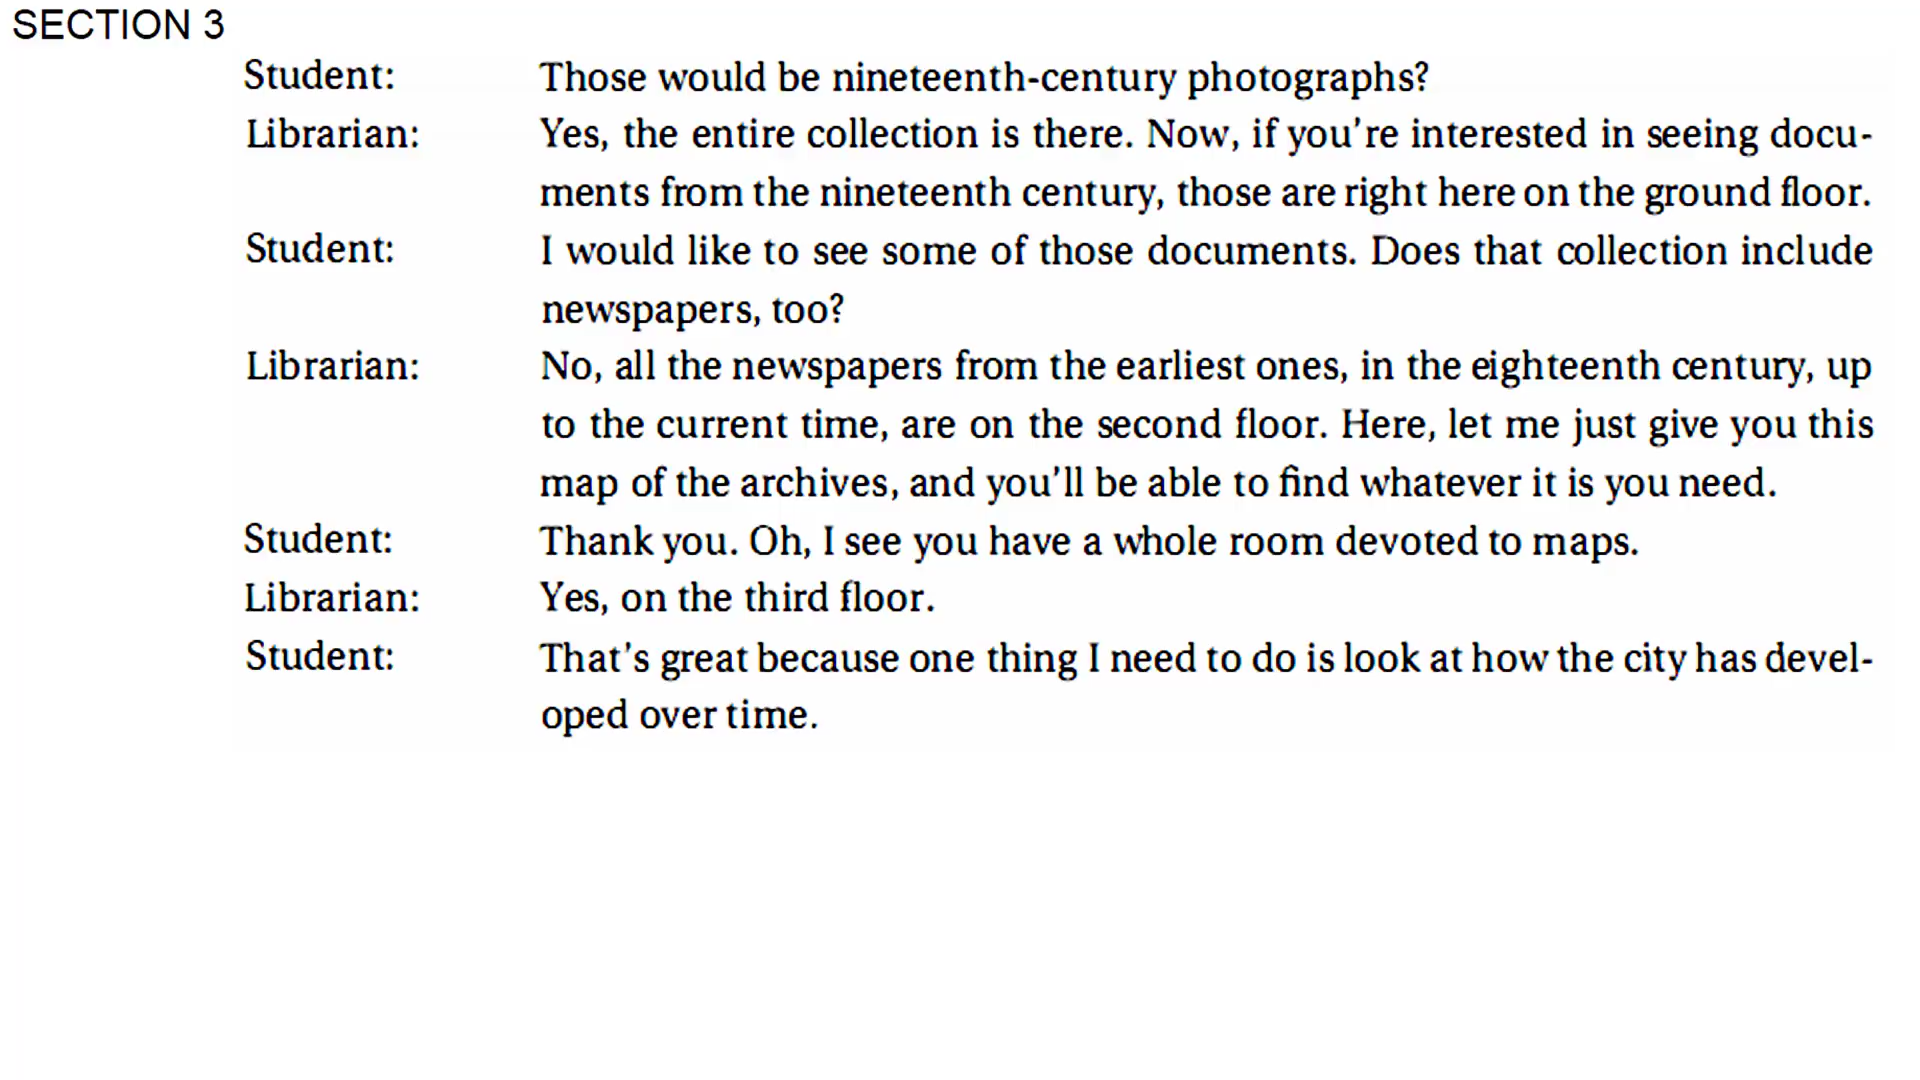 SECTION 3
Student: Those would be nineteenth-century photographs?
Librarian: Yes, the entire collection is there. Now, if you're interested in seeing docu-
ments from the nineteenth century, those are right here on the ground floor.
Student: I would like to see some of those documents. Does that collection include
newspapers, too?
Librarian: No, all the newspapers from the earliest ones, in the eighteenth century, up
to the current time, are on the second floor. Here, let me just give you this
map of the archives, and you'll be able to find whatever it is you need.
Student: Thank you. Oh, I see you have a whole room devoted to maps.
Librarian: Yes, on the third floor.
Student: That's great because one thing I need to do is look at how the city has devel-
oped over time.